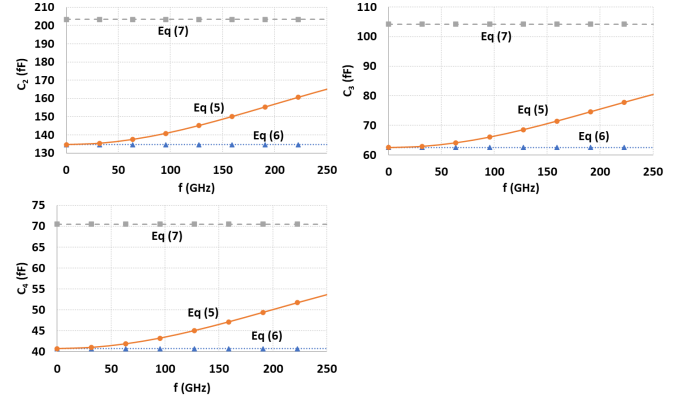 210
200
190
180
170
160
150
140
130
C2 (fF)
Eq (7)
Eq (5)
Eq (6)
0 50 100 150 200 250
f (GHz)
110
100
90
80
70
60
C3 (fF)
Eq (7)
Eq (5)
Eq (6)
0 50 100 150 200 250
f (GHz)
75
70
65
60
55
50
45
40
C4 (fF)
Eq (7)
Eq (5)
Eq (6)
0 50 100 150 200 250
f (GHz)